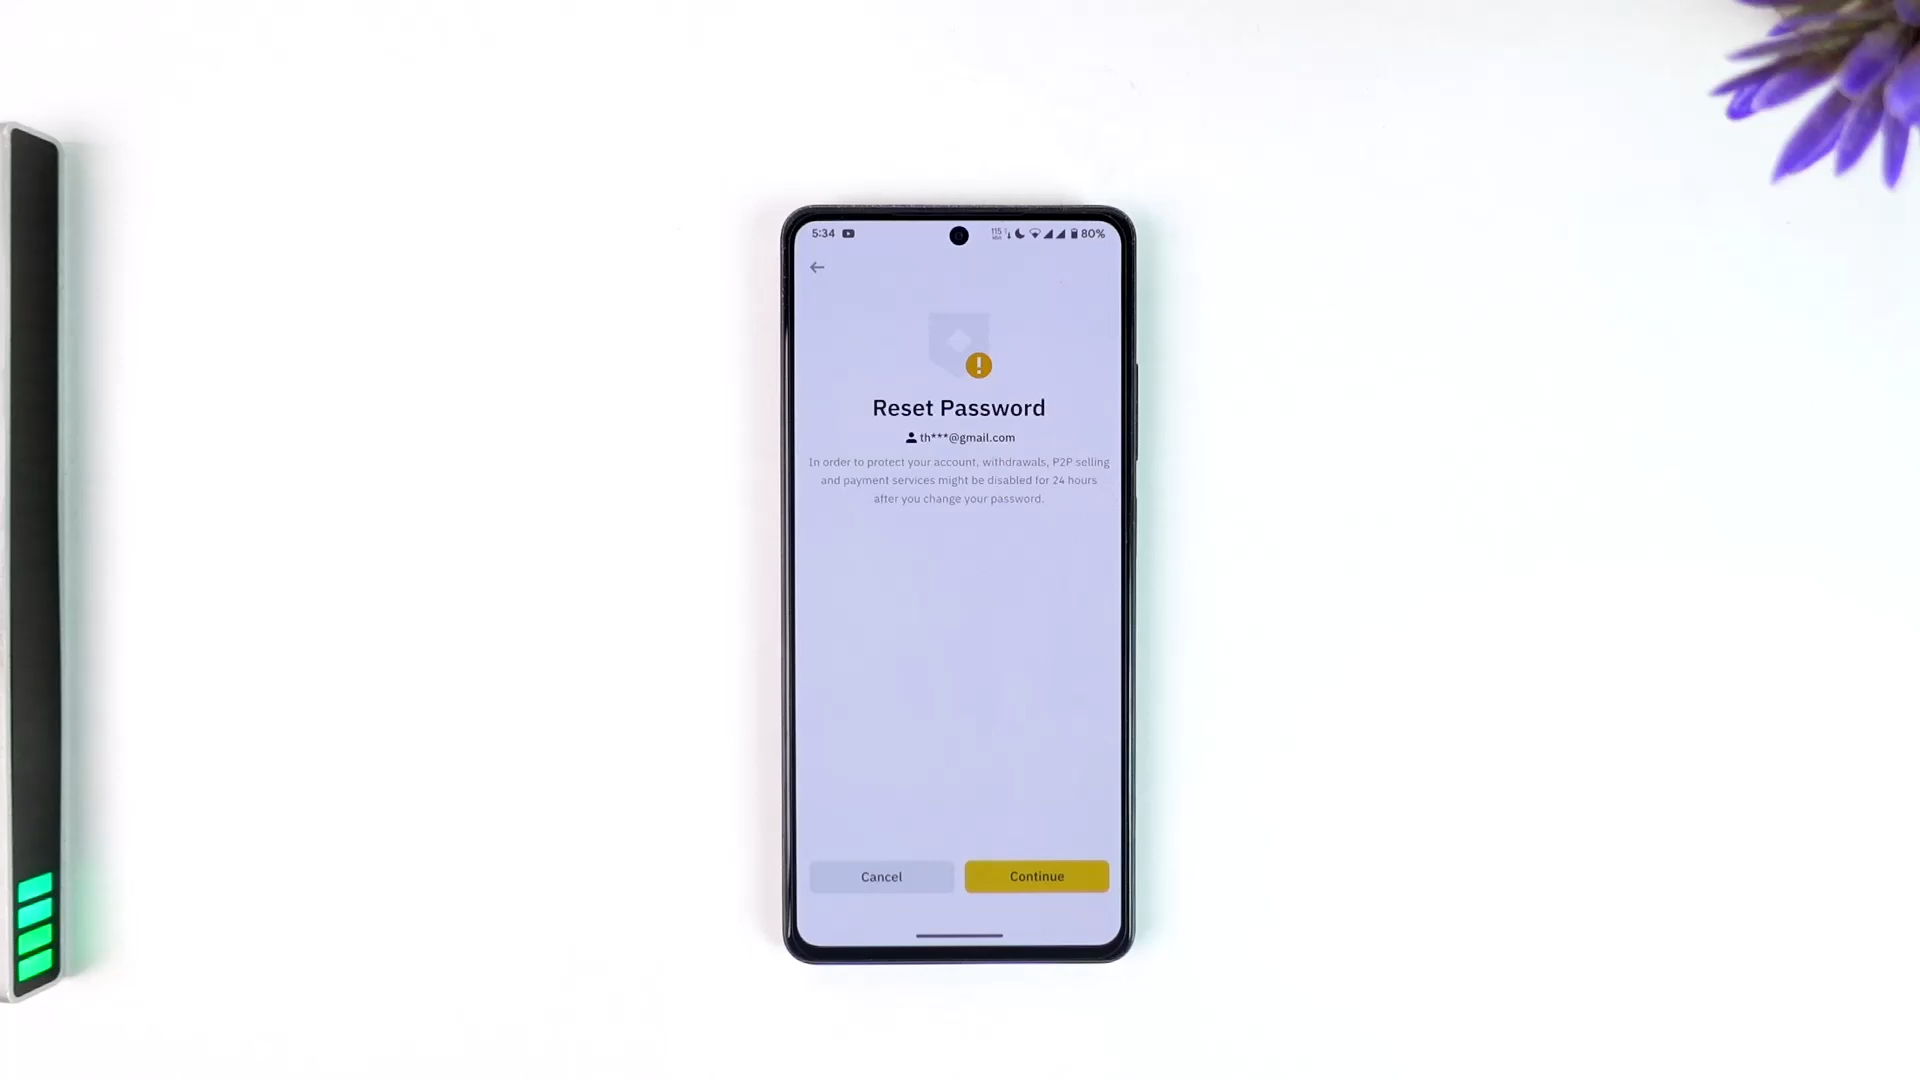 5:34 80%
Reset Password
th***@gmail.com
In order to protect your account, withdrawals, P2P selling
and payment services might be disabled for 24 hours
after you change your password.
Cancel Continue